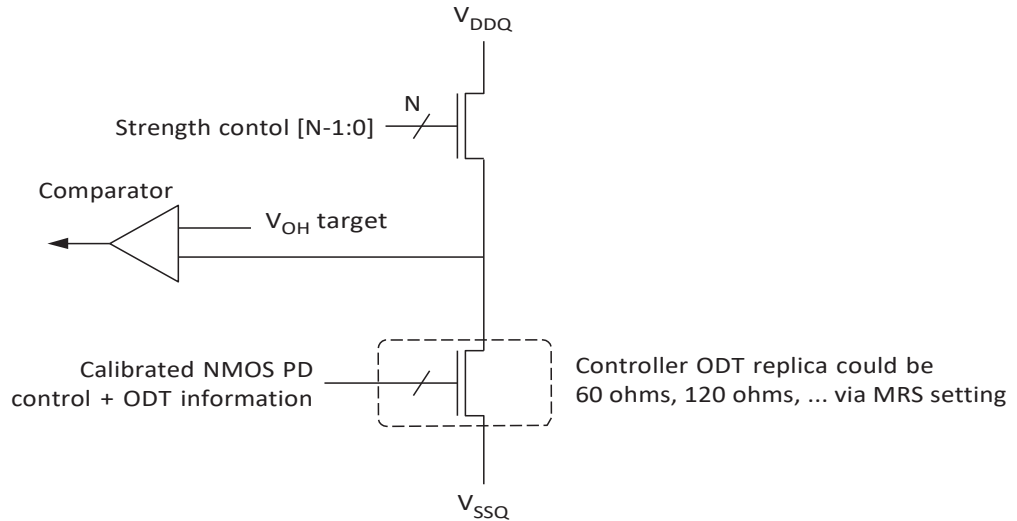 VDDQ
N
Strength contol [N-1:0]
Comparator
VOH target
Calibrated NMOS PD
control + ODT information
Controller ODT replica could be
60 ohms, 120 ohms, ... via MRS setting
VSSQ